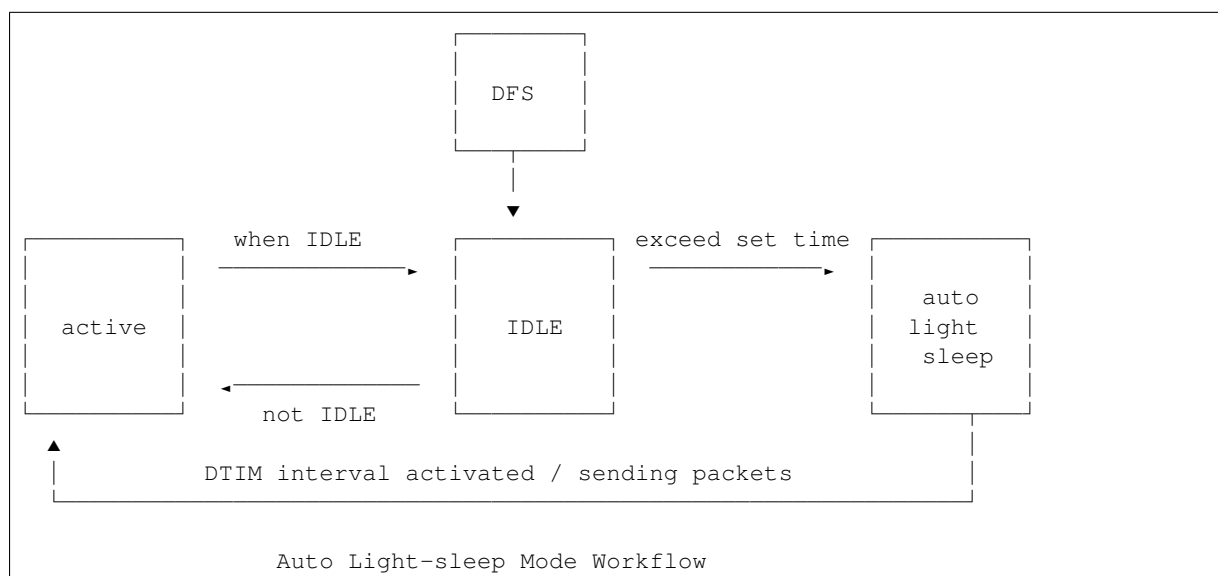 DFS
when IDLE
exceed set time
active
IDLE
auto
light
sleep
not IDLE
DTIM interval activated / sending packets
Auto Light-sleep Mode Workflow